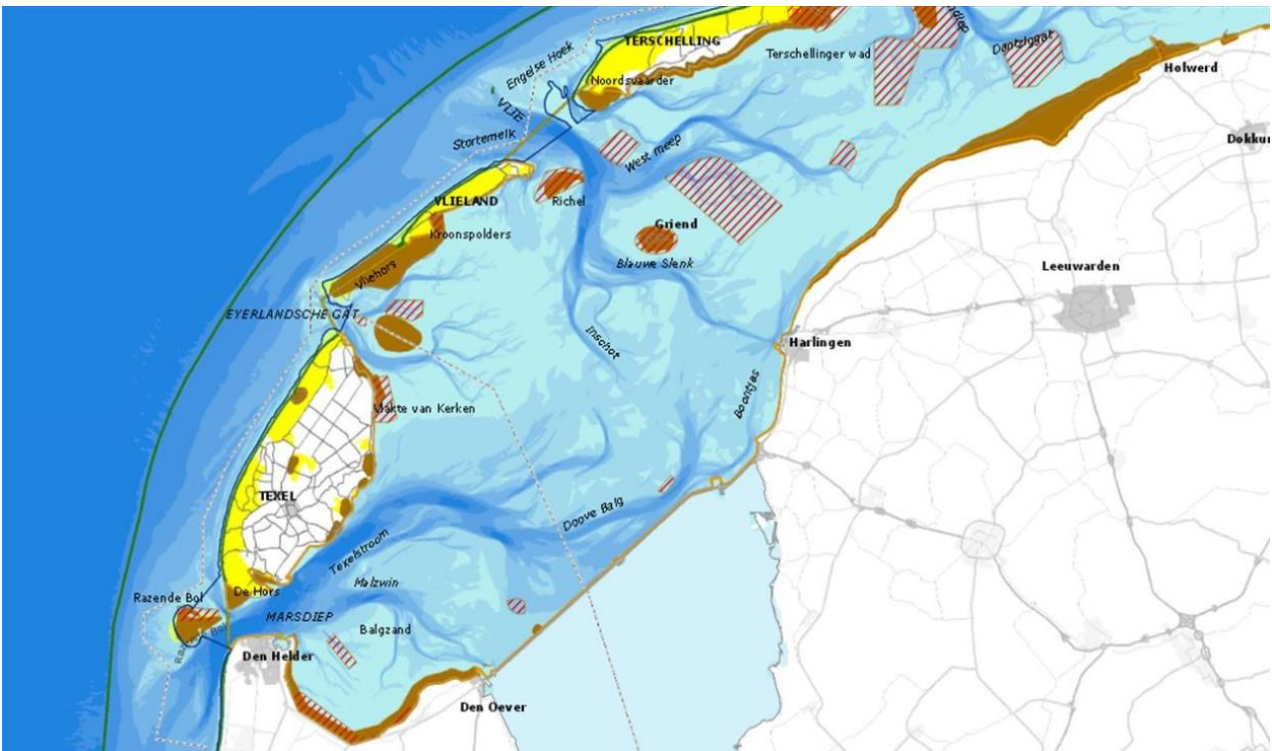 TERSCHELLING
Engelse Hoek
Terschellinger wad
Dantziggat
Holwerd
Noordsvaarder
VLIE
Stortemelk
West meep
VLIELAND
Richel
Kroonspolders
Griend
Blauwe Slenk
Vliehors
Leeuwarden
EYERLANDSCHE GAT
Inschot
Harlingen
Boontjes
Vlakte van Kerken
TEXEL
Doove Balg
Texelstroom
Malzwin
De Hors
Razende Bol
MARSDIEP
Balgzand
Den Helder
Den Oever